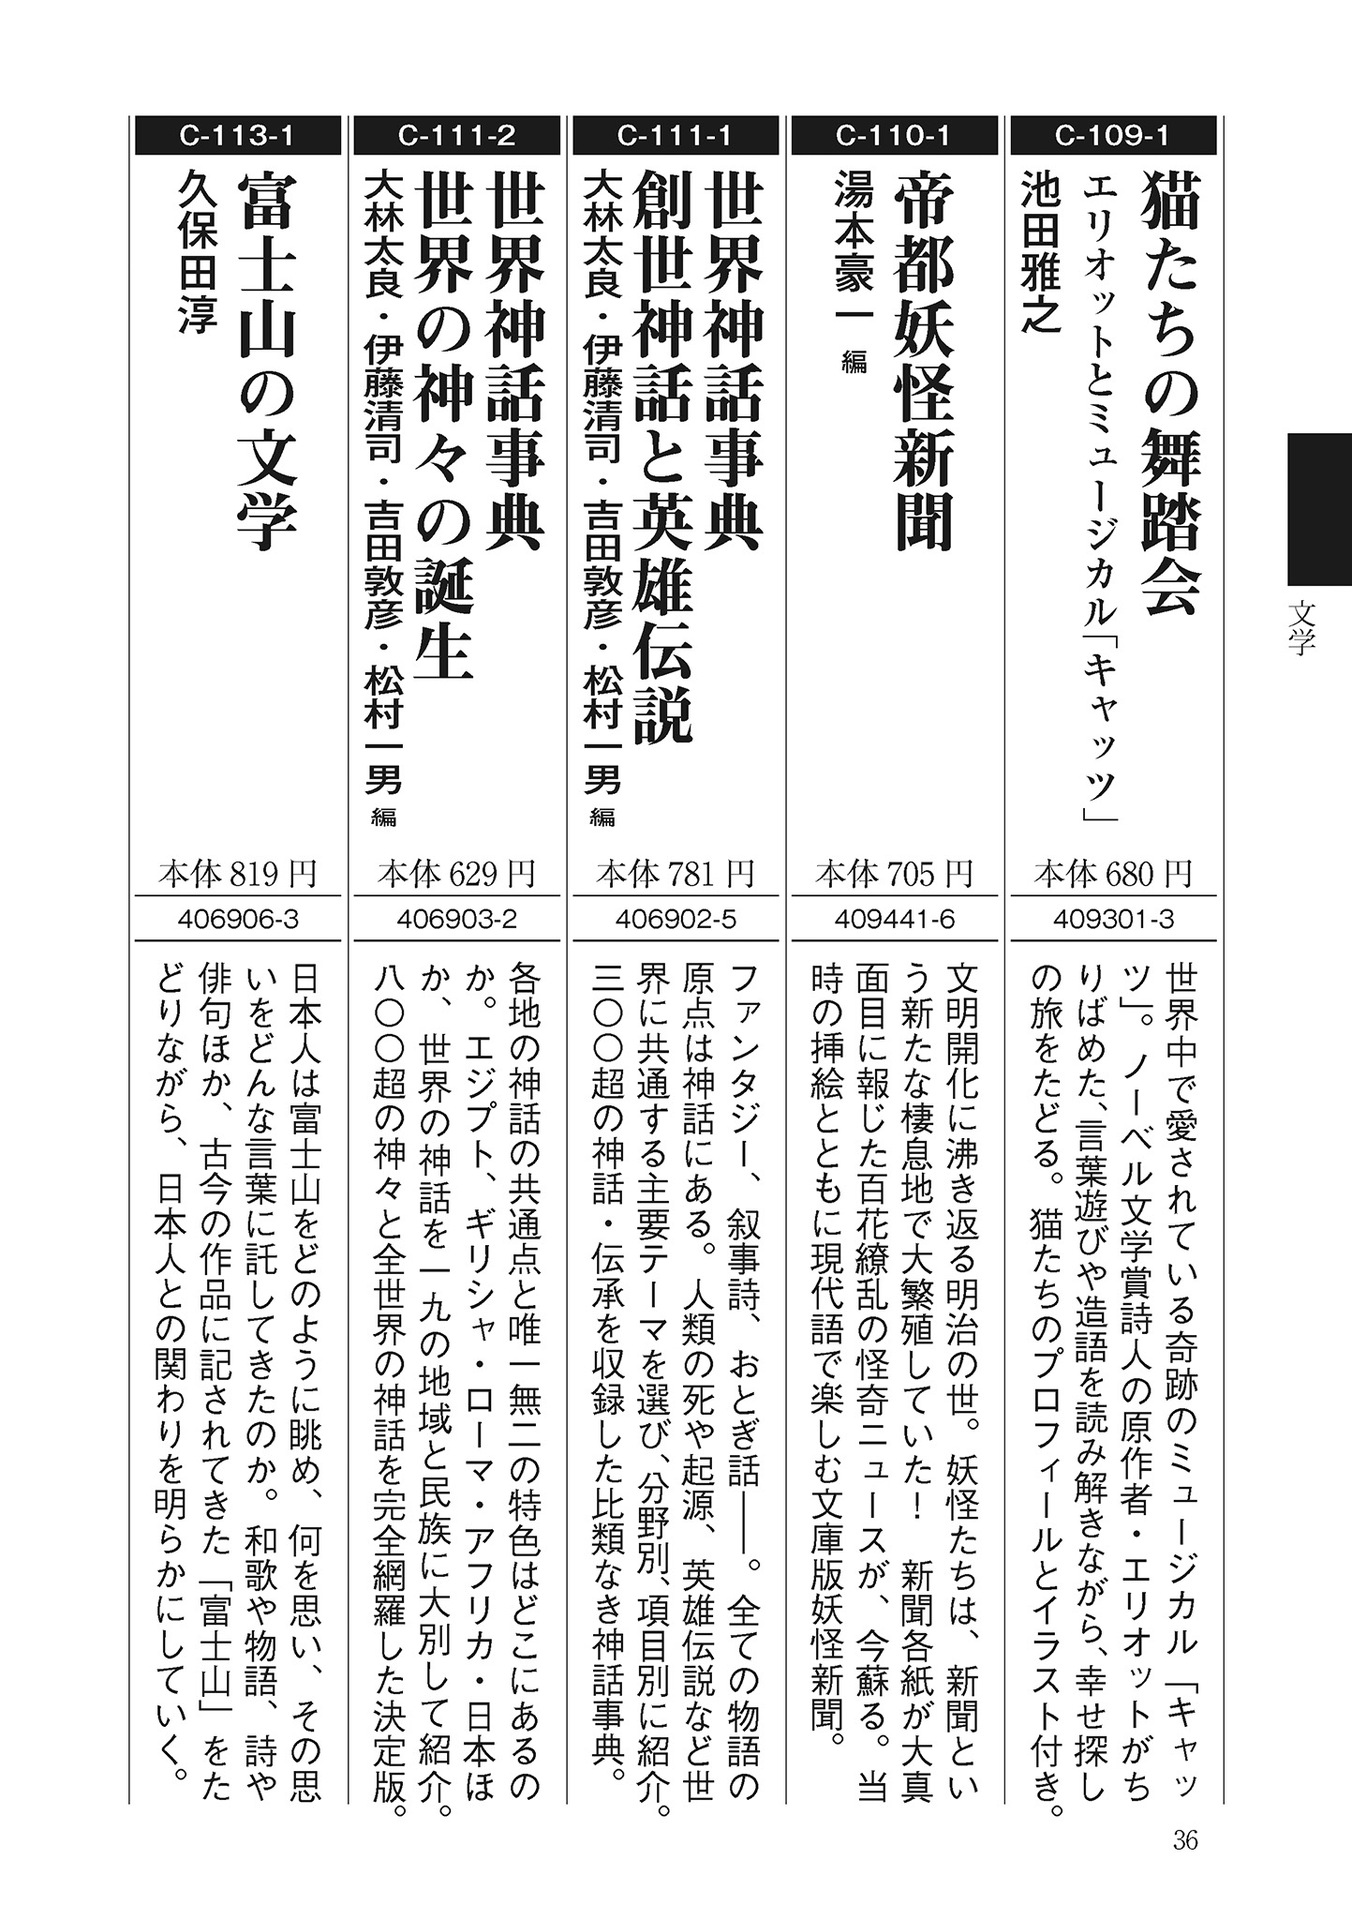 文学
C-109-1
猫たちの舞踏会
エリオットとミュージカル「キャッツ」
池田雅之
本体 680 円
409301-3
世界中で愛されている奇跡のミュージカル「キャッ
ツ」。ノーベル文学賞詩人の原作者・エリオットがち
りばめた、言葉遊びや造語を読み解きながら、幸せ探し
の旅をたどる。猫たちのプロフィールとイラスト付き。
C-110-1
帝都妖怪新聞
湯本豪一 編
本体 705 円
409441-6
文明開化に沸き返る明治の世。妖怪たちは、新聞とい
う新たな棲息地で大繁殖していた！　新聞各紙が大真
面目に報じた百花繚乱の怪奇ニュースが、今蘇る。当
時の挿絵とともに現代語で楽しむ文庫版妖怪新聞。
C-111-1
世界神話事典
創世神話と英雄伝説
大林太良・伊藤清司・吉田敦彦・松村一男 編
本体 781 円
406902-5
ファンタジー、叙事詩、おとぎ話――。全ての物語の
原点は神話にある。人類の死や起源、英雄伝説など世
界に共通する主要テーマを選び、分野別、項目別に紹介。
三〇〇超の神話・伝承を収録した比類なき神話事典。
C-111-2
世界神話事典
世界の神々の誕生
大林太良・伊藤清司・吉田敦彦・松村一男 編
本体 629 円
406903-2
各地の神話の共通点と唯一無二の特色はどこにあるの
か。エジプト、ギリシャ・ローマ・アフリカ・日本ほ
か、世界の神話を一九の地域と民族に大別して紹介。
八〇〇超の神々と全世界の神話を完全網羅した決定版。
C-113-1
富士山の文学
久保田淳
本体 819 円
406906-3
日本人は富士山をどのように眺め、何を思い、その思
いをどんな言葉に託してきたのか。和歌や物語、詩や
俳句ほか、古今の作品に記されてきた「富士山」をた
どりながら、日本人との関わりを明らかにしていく。
36